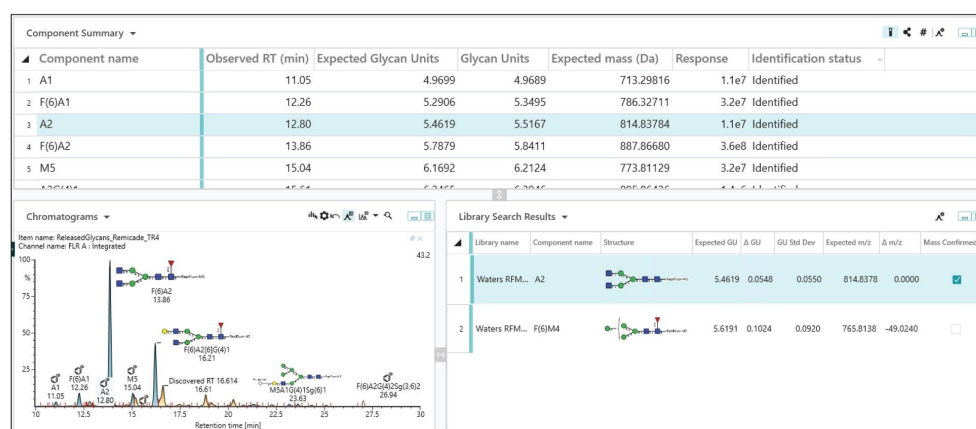 Component Summary
Component name Observed RT (min) Expected Glycan Units Glycan Units Expected mass (Da) Response Identification status
1 A1 11.05 4.9699 4.9689 713.29816 1.1e7 Identified
2 F(6)A1 12.26 5.2906 5.3495 786.32711 3.2e7 Identified
3 A2 12.80 5.4619 5.5167 814.83784 1.1e7 Identified
4 F(6)A2 13.86 5.7879 5.8411 887.86680 3.6e8 Identified
5 M5 15.04 6.1692 6.2124 773.81129 3.2e7 Identified
Chromatograms
Item name: ReleasedGlycans_Remicade_TR4
Channel name: FLR A : Integrated
43.2
100
%
75
50
25
F(6)A2
13.86
F(6)A2[6]G(4)1
16.21
A1
11.05
F(6)A1
12.26
A2
12.80
M5
15.04
Discovered RT 16.614
16.61
M5A1G(4)1Sg(6)1
23.63
F(6)A2G(4)2Sg(3,6)2
26.94
10 12.5 15 17.5 20 22.5 25 27.5 30
Retention time [min]
Library Search Results
Library name Component name Structure Expected GU Δ GU GU Std Dev Expected m/z Δ m/z Mass Confirmed
1 Waters RFM... A2 5.4619 0.0548 0.0550 814.8378 0.0000
2 Waters RFM... F(6)M4 5.6191 0.1024 0.0920 765.8138 -49.0240